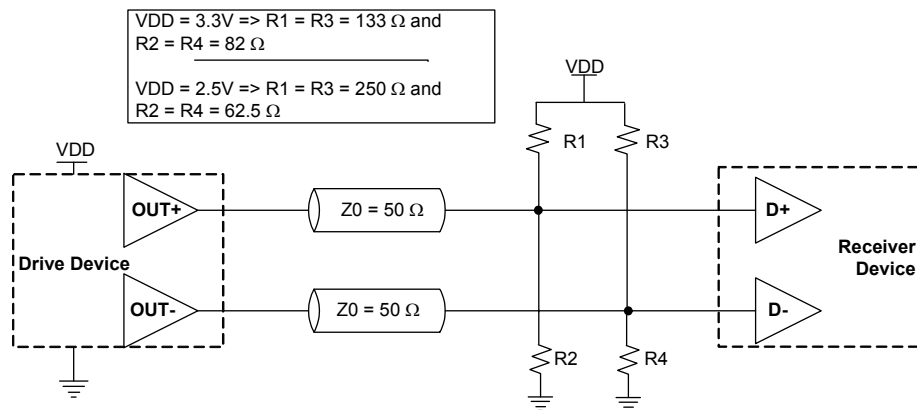 VDD = 3.3V => R1 = R3 = 133 Ω and
R2 = R4 = 82 Ω
VDD = 2.5V => R1 = R3 = 250 Ω and
R2 = R4 = 62.5 Ω
VDD
R1
R3
VDD
OUT+
Z0 = 50 Ω
D+
Drive Device
Receiver
Device
OUT-
Z0 = 50 Ω
D-
R2
R4